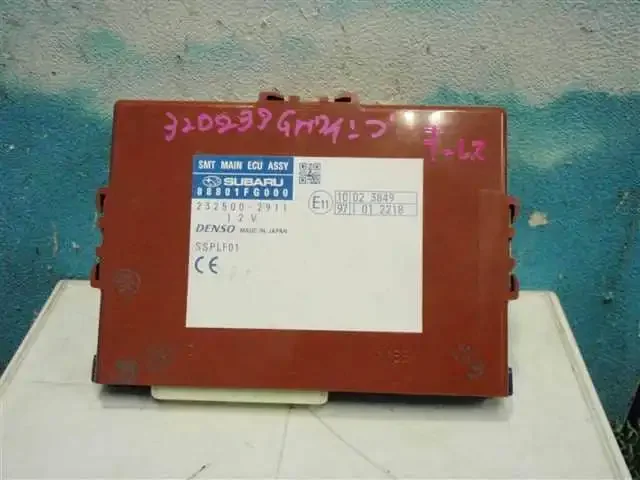 SMT MAIN ECU ASSY
SUBARU
88801FG000
232500-2911
12V
DENSO MADE IN JAPAN
SSPLF01
CE
E11
10 02 3849
97 I 01 2218